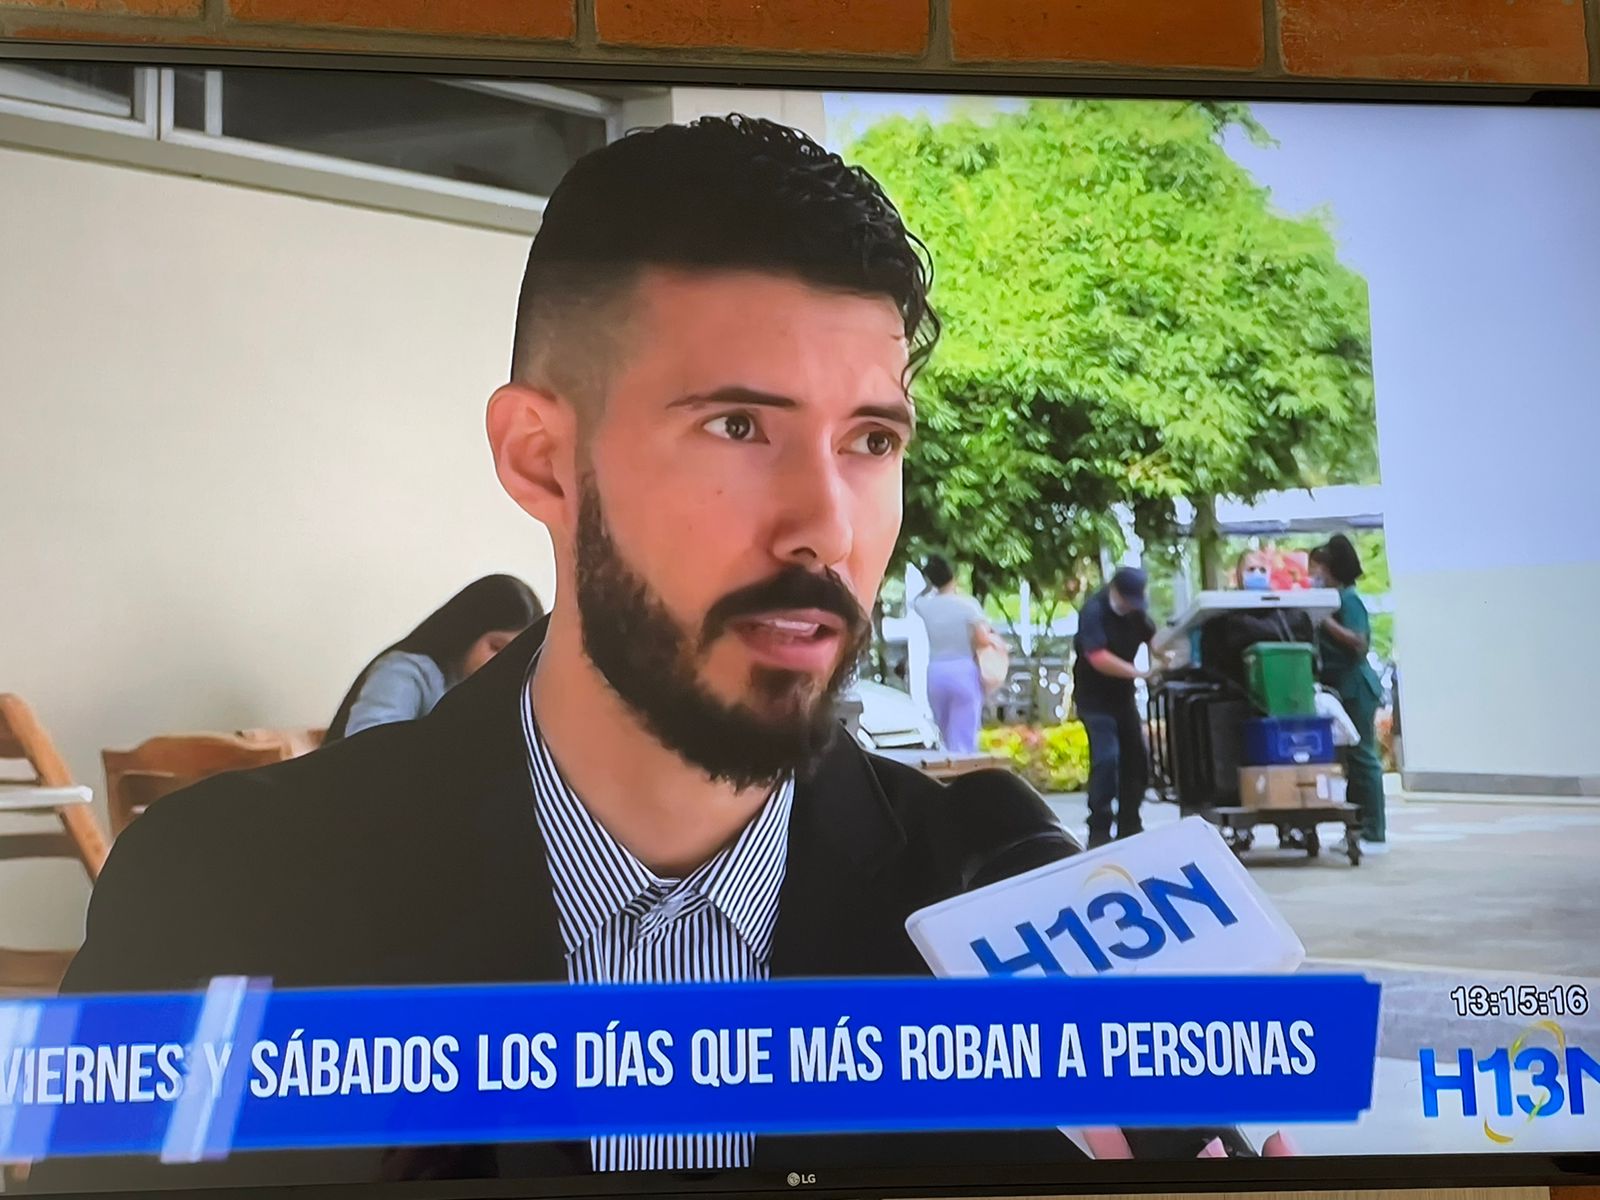 H13N
13:15:16
VIERNES Y SÁBADOS LOS DÍAS QUE MÁS ROBAN A PERSONAS
H13N
LG